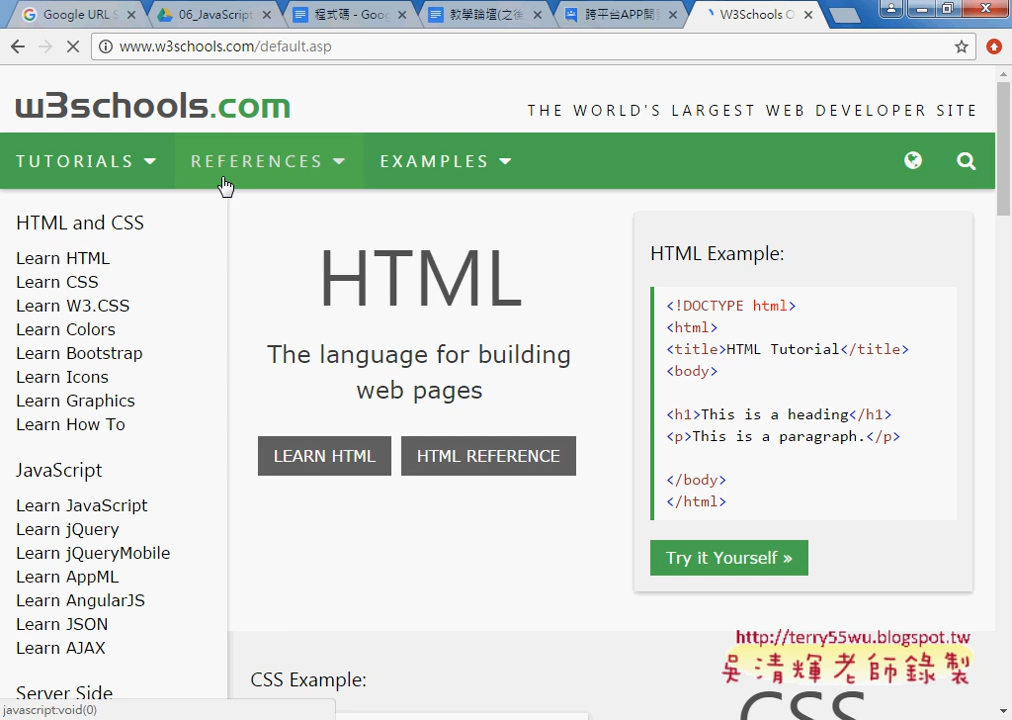 Google URL S
06_JavaScript
程式碼 - Goo
教學論壇(之後
跨平台APP開
W3Schools O
www.w3schools.com/default.asp
w3schools.com
THE WORLD'S LARGEST WEB DEVELOPER SITE
TUTORIALS
REFERENCES
EXAMPLES
HTML and CSS
Learn HTML
Learn CSS
Learn W3.CSS
Learn Colors
Learn Bootstrap
Learn Icons
Learn Graphics
Learn How To
JavaScript
Learn JavaScript
Learn jQuery
Learn jQueryMobile
Learn AppML
Learn AngularJS
Learn JSON
Learn AJAX
Server Side
javascript:void(0)
HTML
The language for building
web pages
LEARN HTML
HTML REFERENCE
HTML Example:
<!DOCTYPE html>
<html>
<title>HTML Tutorial</title>
<body>
<h1>This is a heading</h1>
<p>This is a paragraph.</p>
</body>
</html>
Try it Yourself »
CSS Example:
CSS
http://terry55wu.blogspot.tw
吳清輝老師錄製